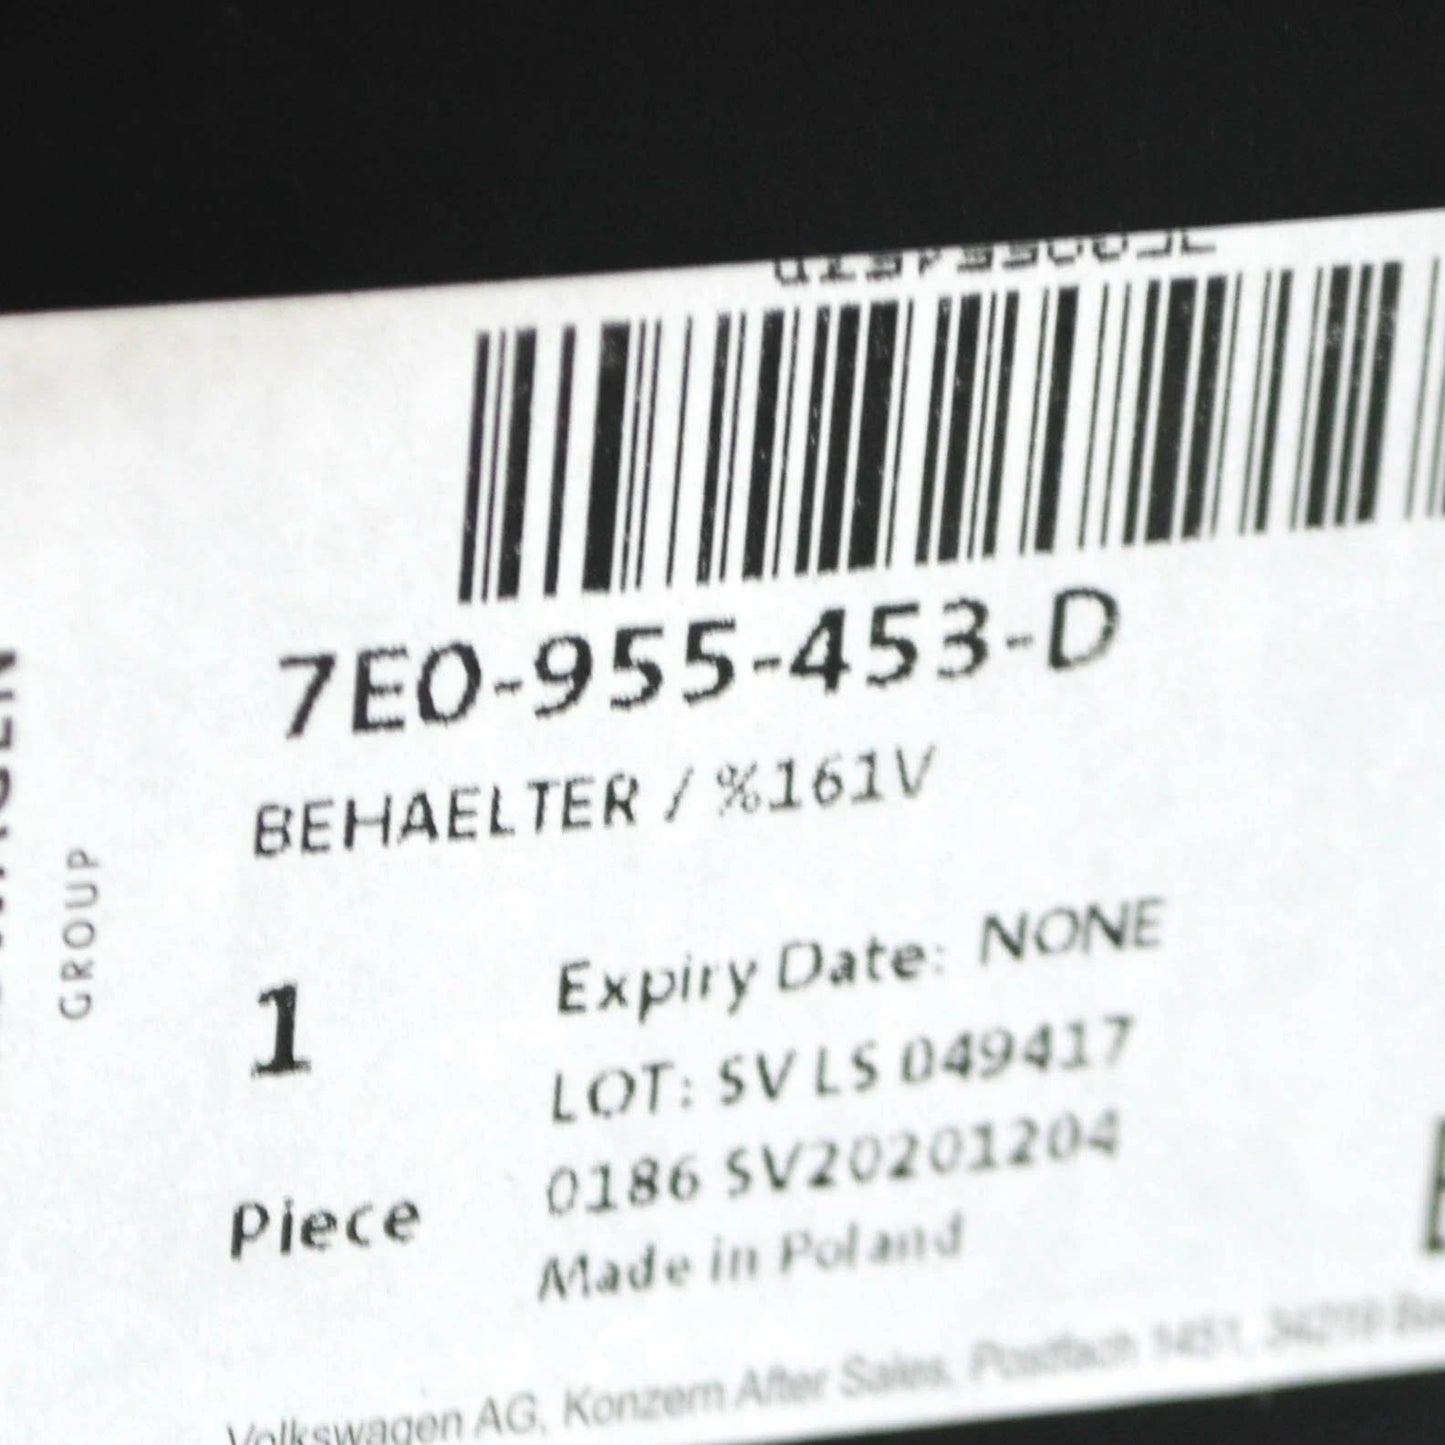 7E0-955-453-D
BEHAELTER / %161V
GROUP
1
Piece
Expiry Date: NONE
LOT: SV LS 049417
0186 SV20201204
Made in Poland
Volkswagen AG, Konzern After Sales, Postfach 1451, 34219